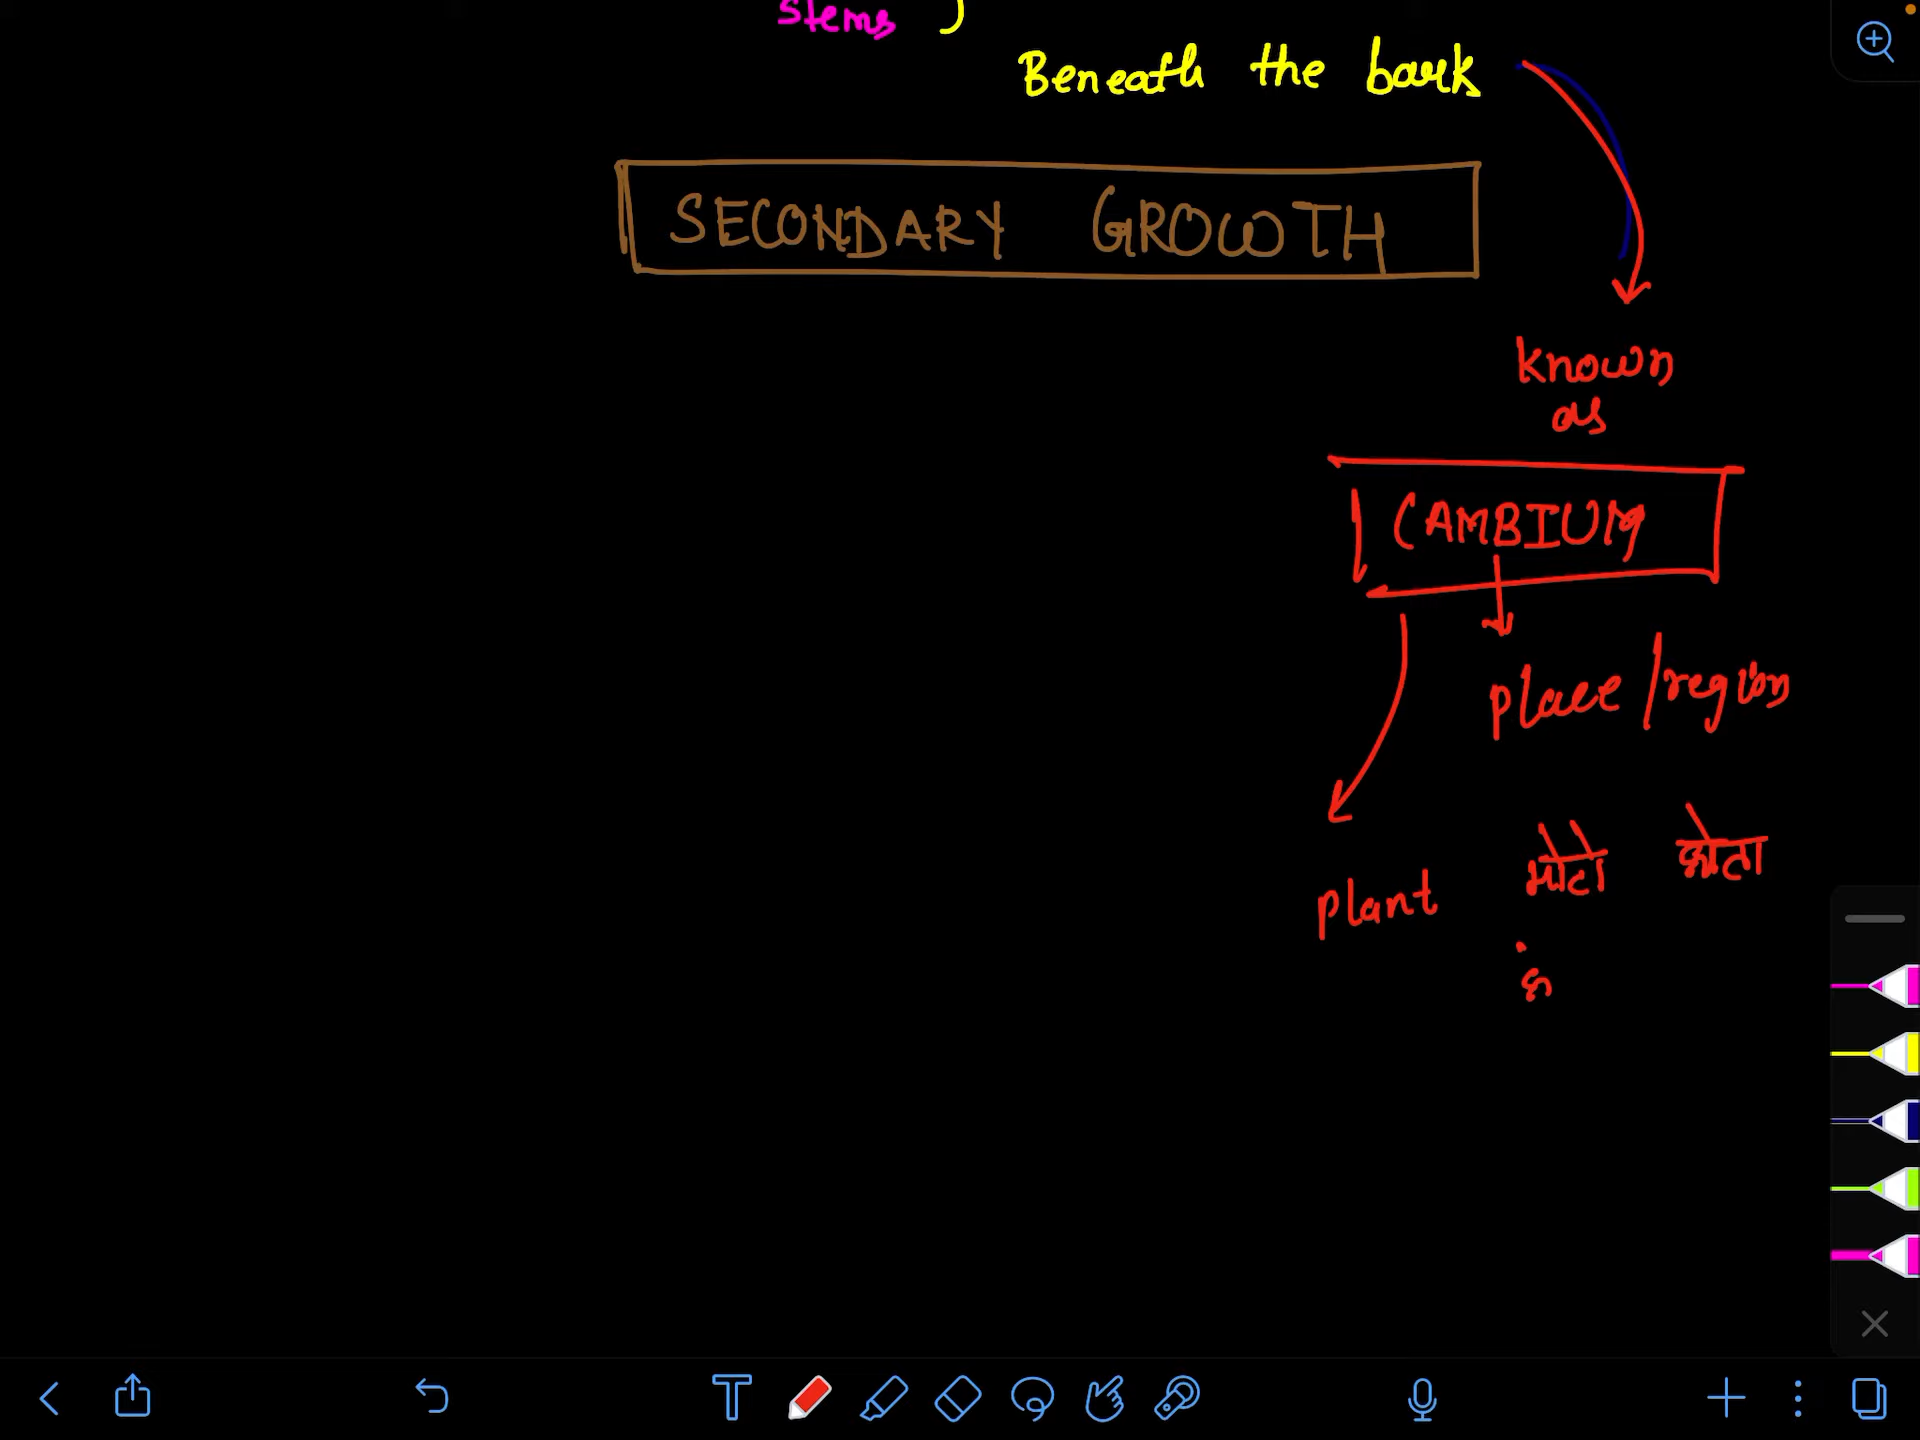 stems
Beneath the bark
SECONDARY GROWTH
known
as
CAMBIUM
place/region
plant मोटा होता